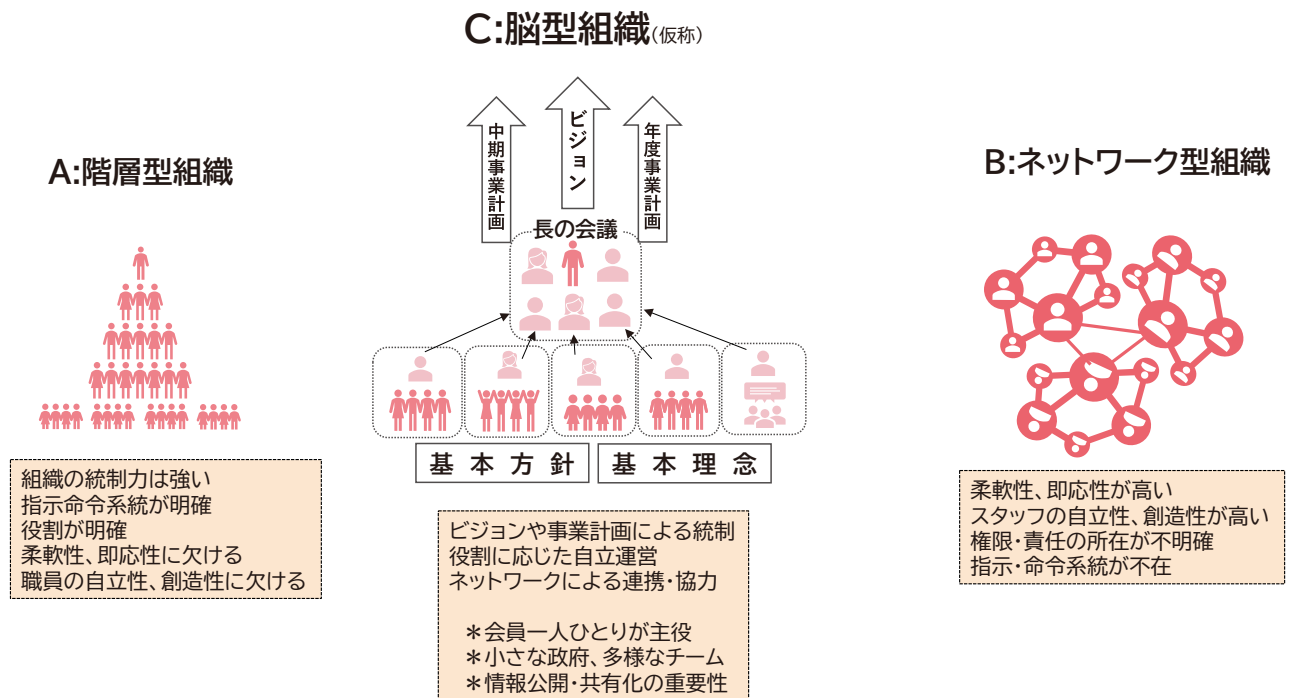 C:脳型組織(仮称)
中期事業計画
ビジョン
年度事業計画
長の会議
基本方針
基本理念
ビジョンや事業計画による統制
役割に応じた自立運営
ネットワークによる連携・協力
＊会員一人ひとりが主役
＊小さな政府、多様なチーム
＊情報公開・共有化の重要性
A:階層型組織
組織の統制力は強い
指示命令系統が明確
役割が明確
柔軟性、即応性に欠ける
職員の自立性、創造性に欠ける
B:ネットワーク型組織
柔軟性、即応性が高い
スタッフの自立性、創造性が高い
権限・責任の所在が不明確
指示・命令系統が不在